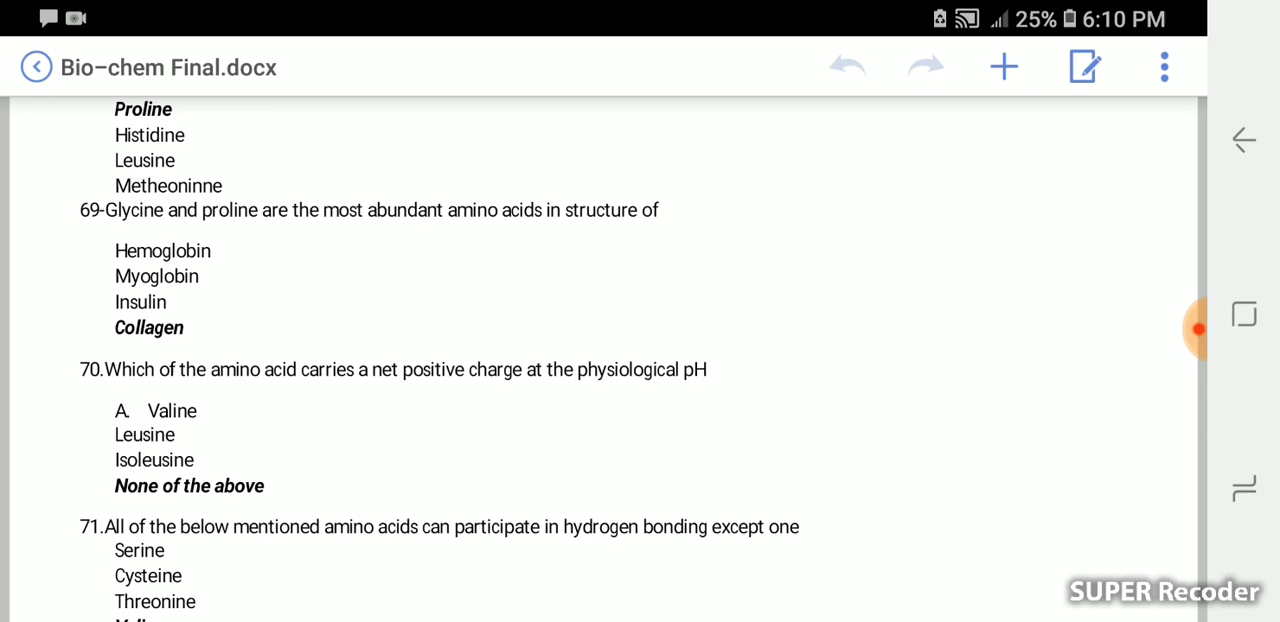 25% 6:10 PM
Bio-chem Final.docx
Proline
Histidine
Leusine
Metheoninne
69-Glycine and proline are the most abundant amino acids in structure of
Hemoglobin
Myoglobin
Insulin
Collagen
70.Which of the amino acid carries a net positive charge at the physiological pH
A. Valine
Leusine
Isoleusine
None of the above
71.All of the below mentioned amino acids can participate in hydrogen bonding except one
Serine
Cysteine
Threonine
SUPER Recoder